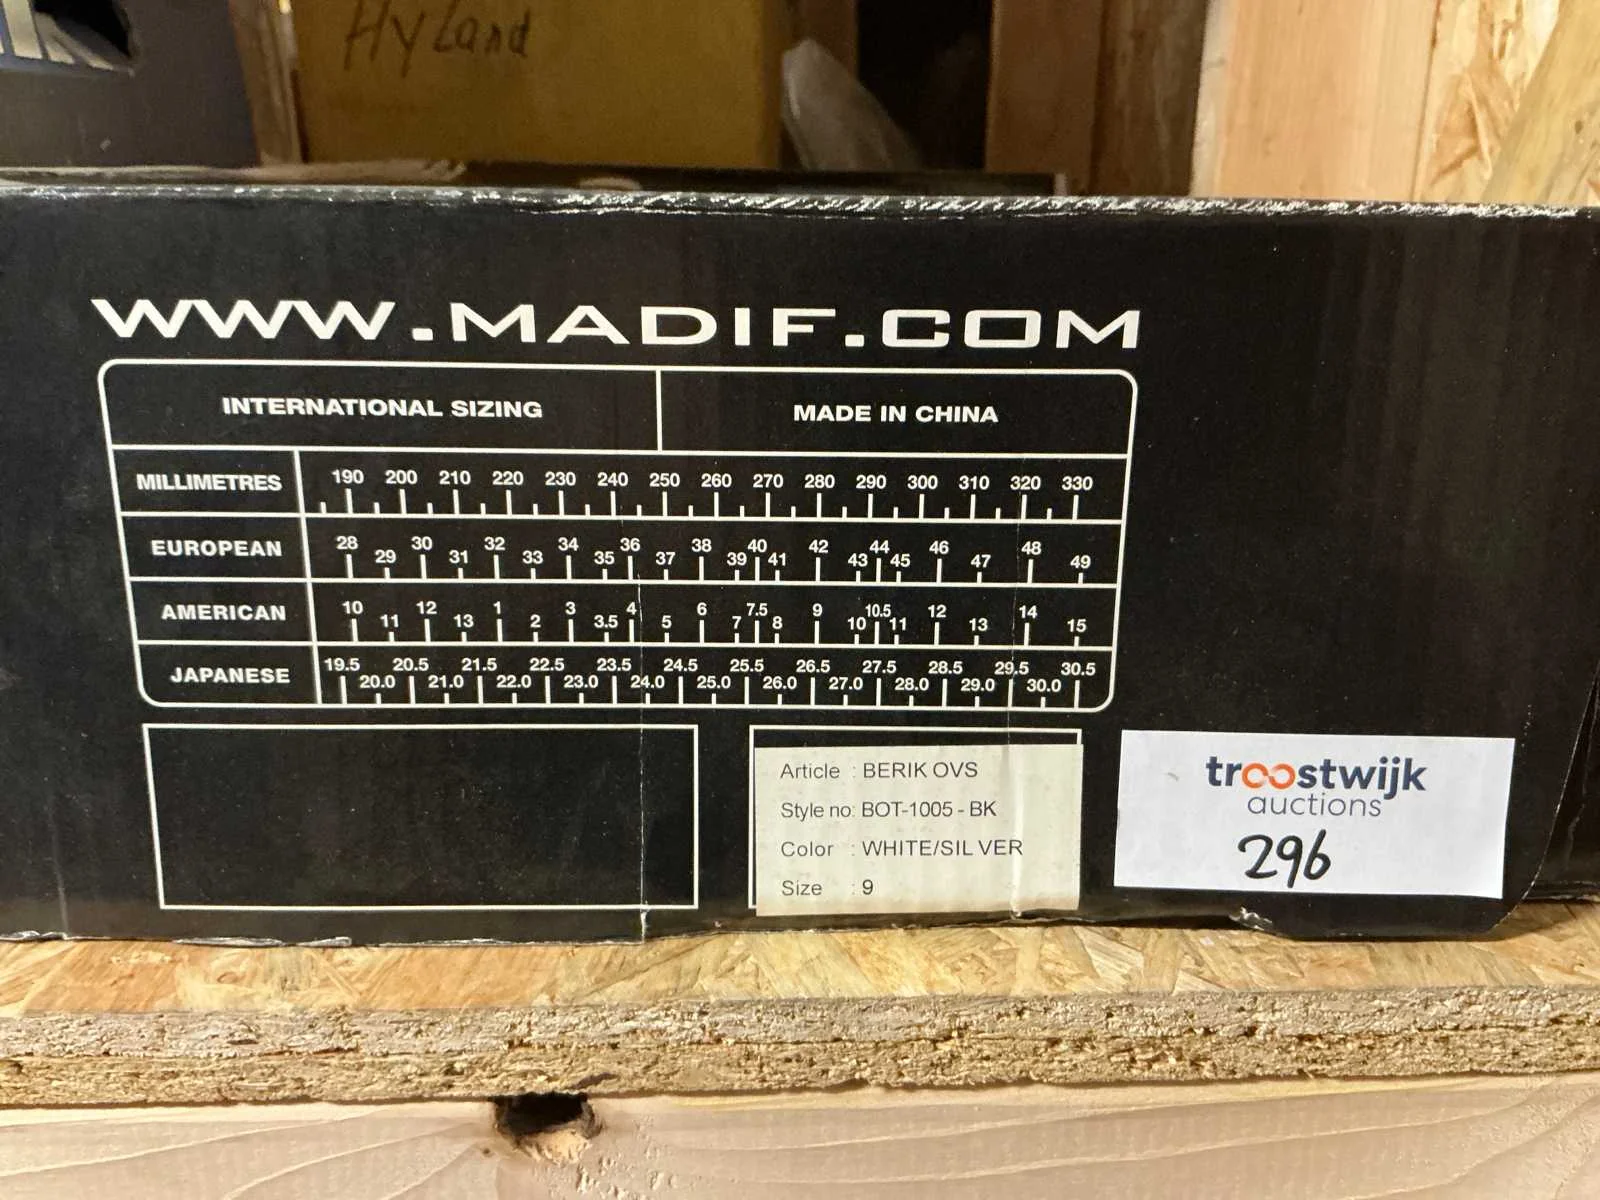 HyLand
WWW.MADIF.COM
INTERNATIONAL SIZING
MADE IN CHINA
MILLIMETRES 190 200 210 220 230 240 250 260 270 280 290 300 310 320 330
EUROPEAN 28 29 30 31 32 33 34 35 36 37 38 39 40 41 42 43 44 45 46 47 48 49
AMERICAN 10 11 12 13 1 2 3 3.5 4 5 6 7 7.5 8 9 10 10.5 11 12 13 14 15
JAPANESE 19.5 20.0 20.5 21.0 21.5 22.0 22.5 23.0 23.5 24.0 24.5 25.0 25.5 26.0 26.5 27.0 27.5 28.0 28.5 29.0 29.5 30.0 30.5
Article : BERIK OVS
Style no: BOT-1005 - BK
Color : WHITE/SILVER
Size : 9
troostwijk
auctions
296